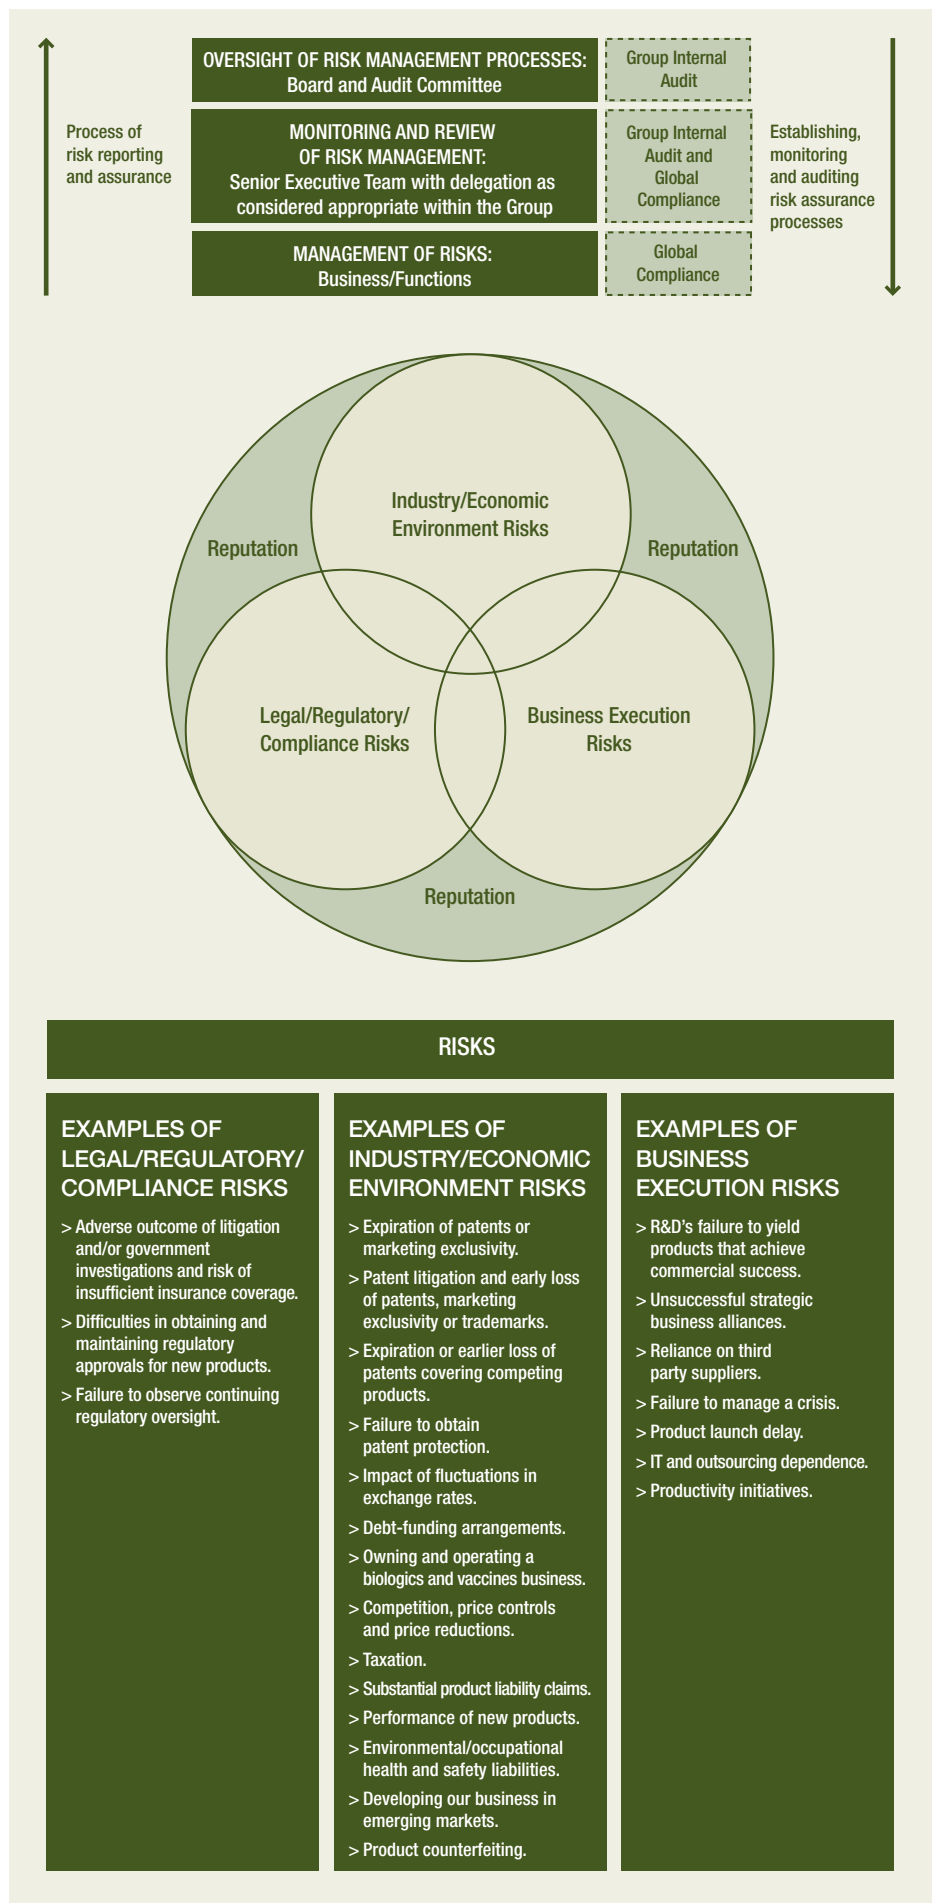 Process of
risk reporting
and assurance
OVERSIGHT OF RISK MANAGEMENT PROCESSES:
Board and Audit Committee
Group Internal
Audit
MONITORING AND REVIEW
OF RISK MANAGEMENT:
Senior Executive Team with delegation as
considered appropriate within the Group
Group Internal
Audit and
Global
Compliance
MANAGEMENT OF RISKS:
Business/Functions
Global
Compliance
Establishing,
monitoring
and auditing
risk assurance
processes
Industry/Economic
Environment Risks
Reputation
Reputation
Legal/Regulatory/
Compliance Risks
Business Execution
Risks
Reputation
RISKS
EXAMPLES OF
LEGAL/REGULATORY/
COMPLIANCE RISKS
> Adverse outcome of litigation
and/or government
investigations and risk of
insufficient insurance coverage.
> Difficulties in obtaining and
maintaining regulatory
approvals for new products.
> Failure to observe continuing
regulatory oversight.
EXAMPLES OF
INDUSTRY/ECONOMIC
ENVIRONMENT RISKS
> Expiration of patents or
marketing exclusivity.
> Patent litigation and early loss
of patents, marketing
exclusivity or trademarks.
> Expiration or earlier loss of
patents covering competing
products.
> Failure to obtain
patent protection.
> Impact of fluctuations in
exchange rates.
> Debt-funding arrangements.
> Owning and operating a
biologics and vaccines business.
> Competition, price controls
and price reductions.
> Taxation.
> Substantial product liability claims.
> Performance of new products.
> Environmental/occupational
health and safety liabilities.
> Developing our business in
emerging markets.
> Product counterfeiting.
EXAMPLES OF
BUSINESS
EXECUTION RISKS
> R&D's failure to yield
products that achieve
commercial success.
> Unsuccessful strategic
business alliances.
> Reliance on third
party suppliers.
> Failure to manage a crisis.
> Product launch delay.
> IT and outsourcing dependence.
> Productivity initiatives.